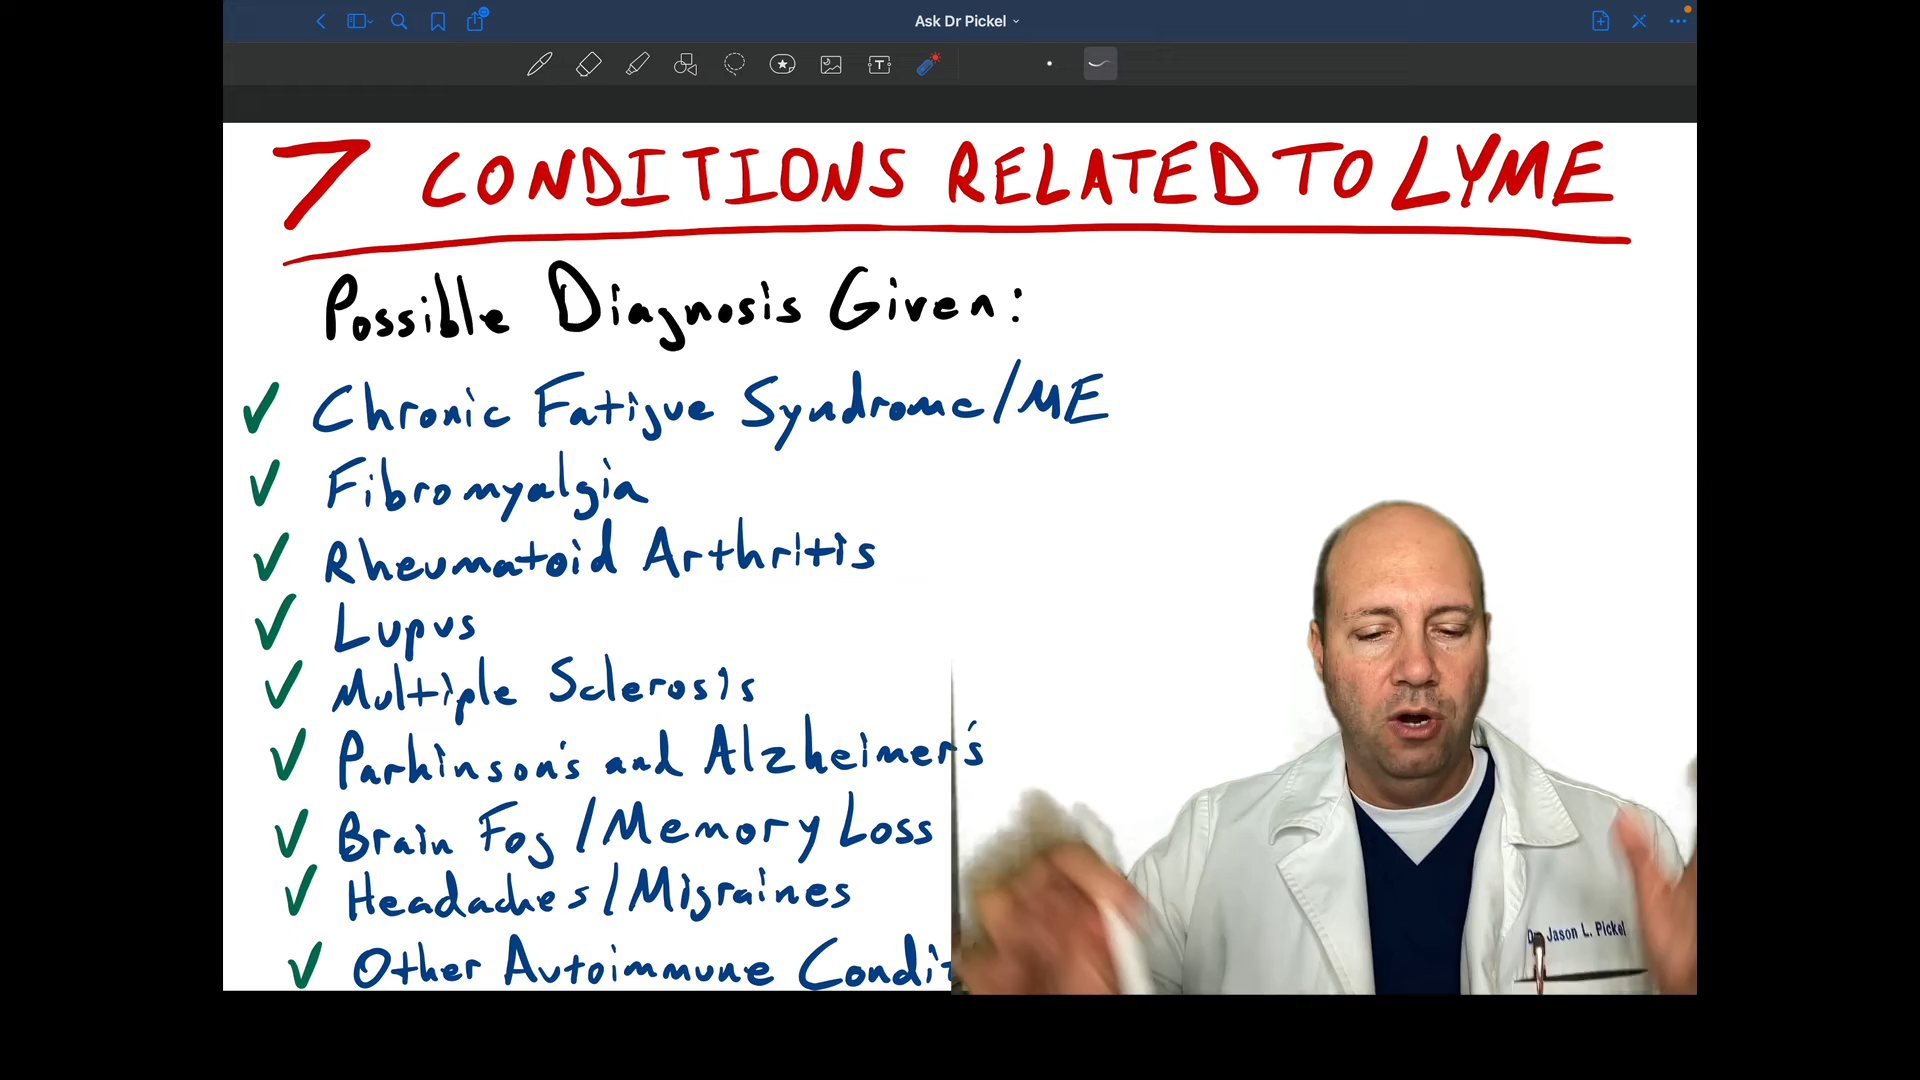 Ask Dr Pickel
T
7 CONDITIONS RELATED TO LYME
Possible Diagnosis Given:
✓ Chronic Fatigue Syndrome/ME
✓ Fibromyalgia
✓ Rheumatoid Arthritis
✓ Lupus
✓ Multiple Sclerosis
✓ Parkinson's and Alzheimer's
✓ Brain Fog/Memory Loss
✓ Headaches/Migraines
✓ Other Autoimmune Condit
Jason L. Pickel